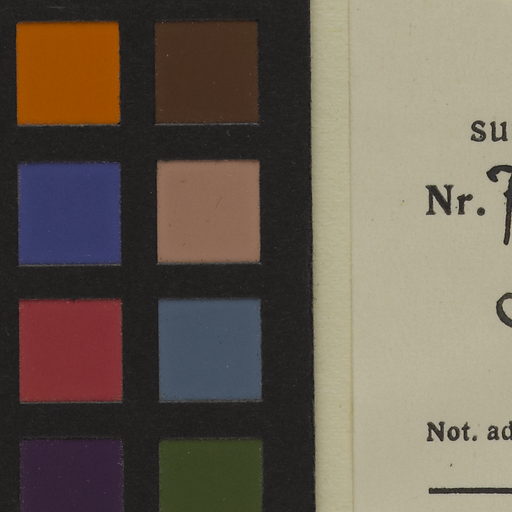 su
Nr.
Not. ad